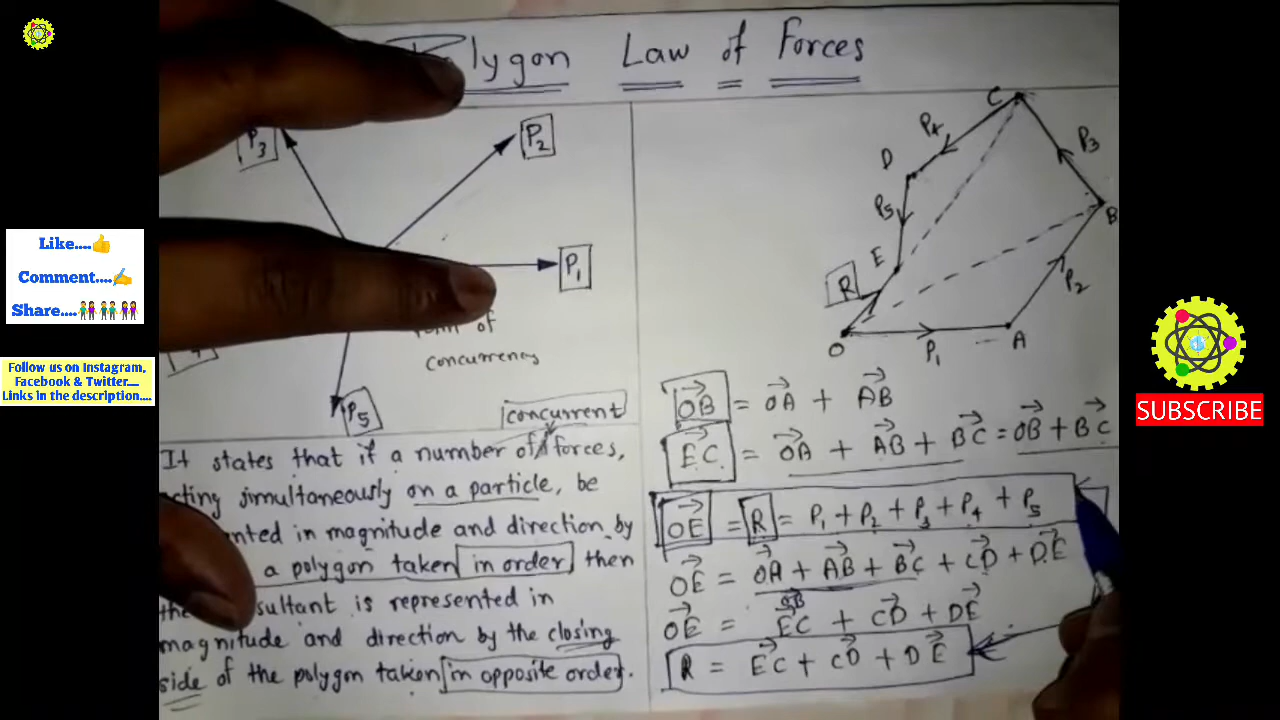 Polygon Law of Forces
P3
P2
P1
Point of
concurrency
P5
concurrent
It states that if a number of forces,
acting simultaneously on a particle, be
in magnitude and direction by
a polygon taken in order then
the is represented in
magnitude and direction by the closing
side of the polygon taken in opposite order.
C
P4
P3
D
P5
B
E
P2
R
O
P1
A
OB = OA + AB
EC = OA + AB + BC = OB + BC
OE = R = P1 + P2 + P3 + P4 + P5
OE = OA + AB + BC + CD + DE
OB
OE = EC + CD + DE
R = EC + CD + DE
Like....👍
Comment....✍
Share....👫👭👬
Follow us on Instagram,
Facebook & Twitter....
Links in the description....
SUBSCRIBE